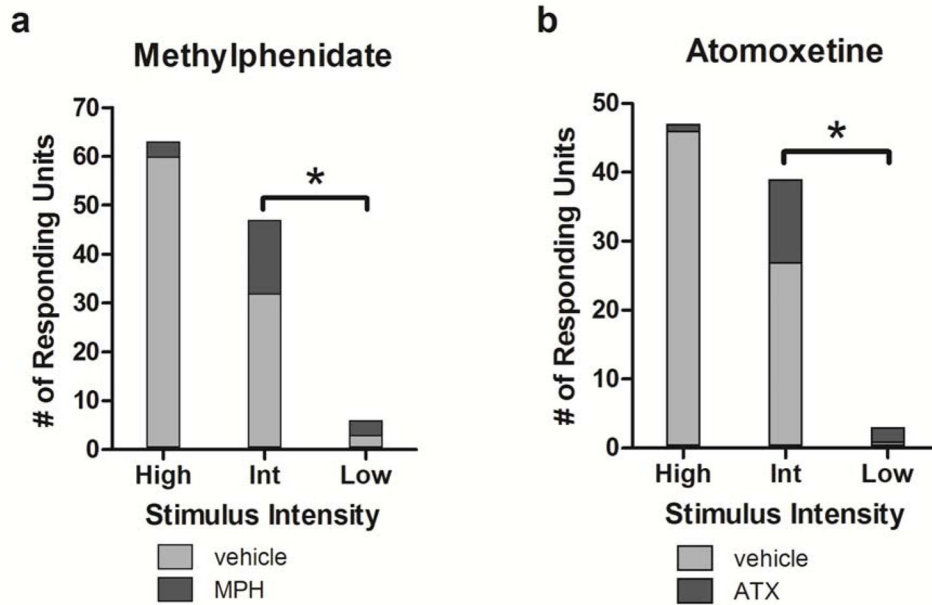 a
Methylphenidate
# of Responding Units
70
60
50
40
30
20
10
0
*
High Int Low
Stimulus Intensity
vehicle
MPH
b
Atomoxetine
# of Responding Units
50
40
30
20
10
0
*
High Int Low
Stimulus Intensity
vehicle
ATX